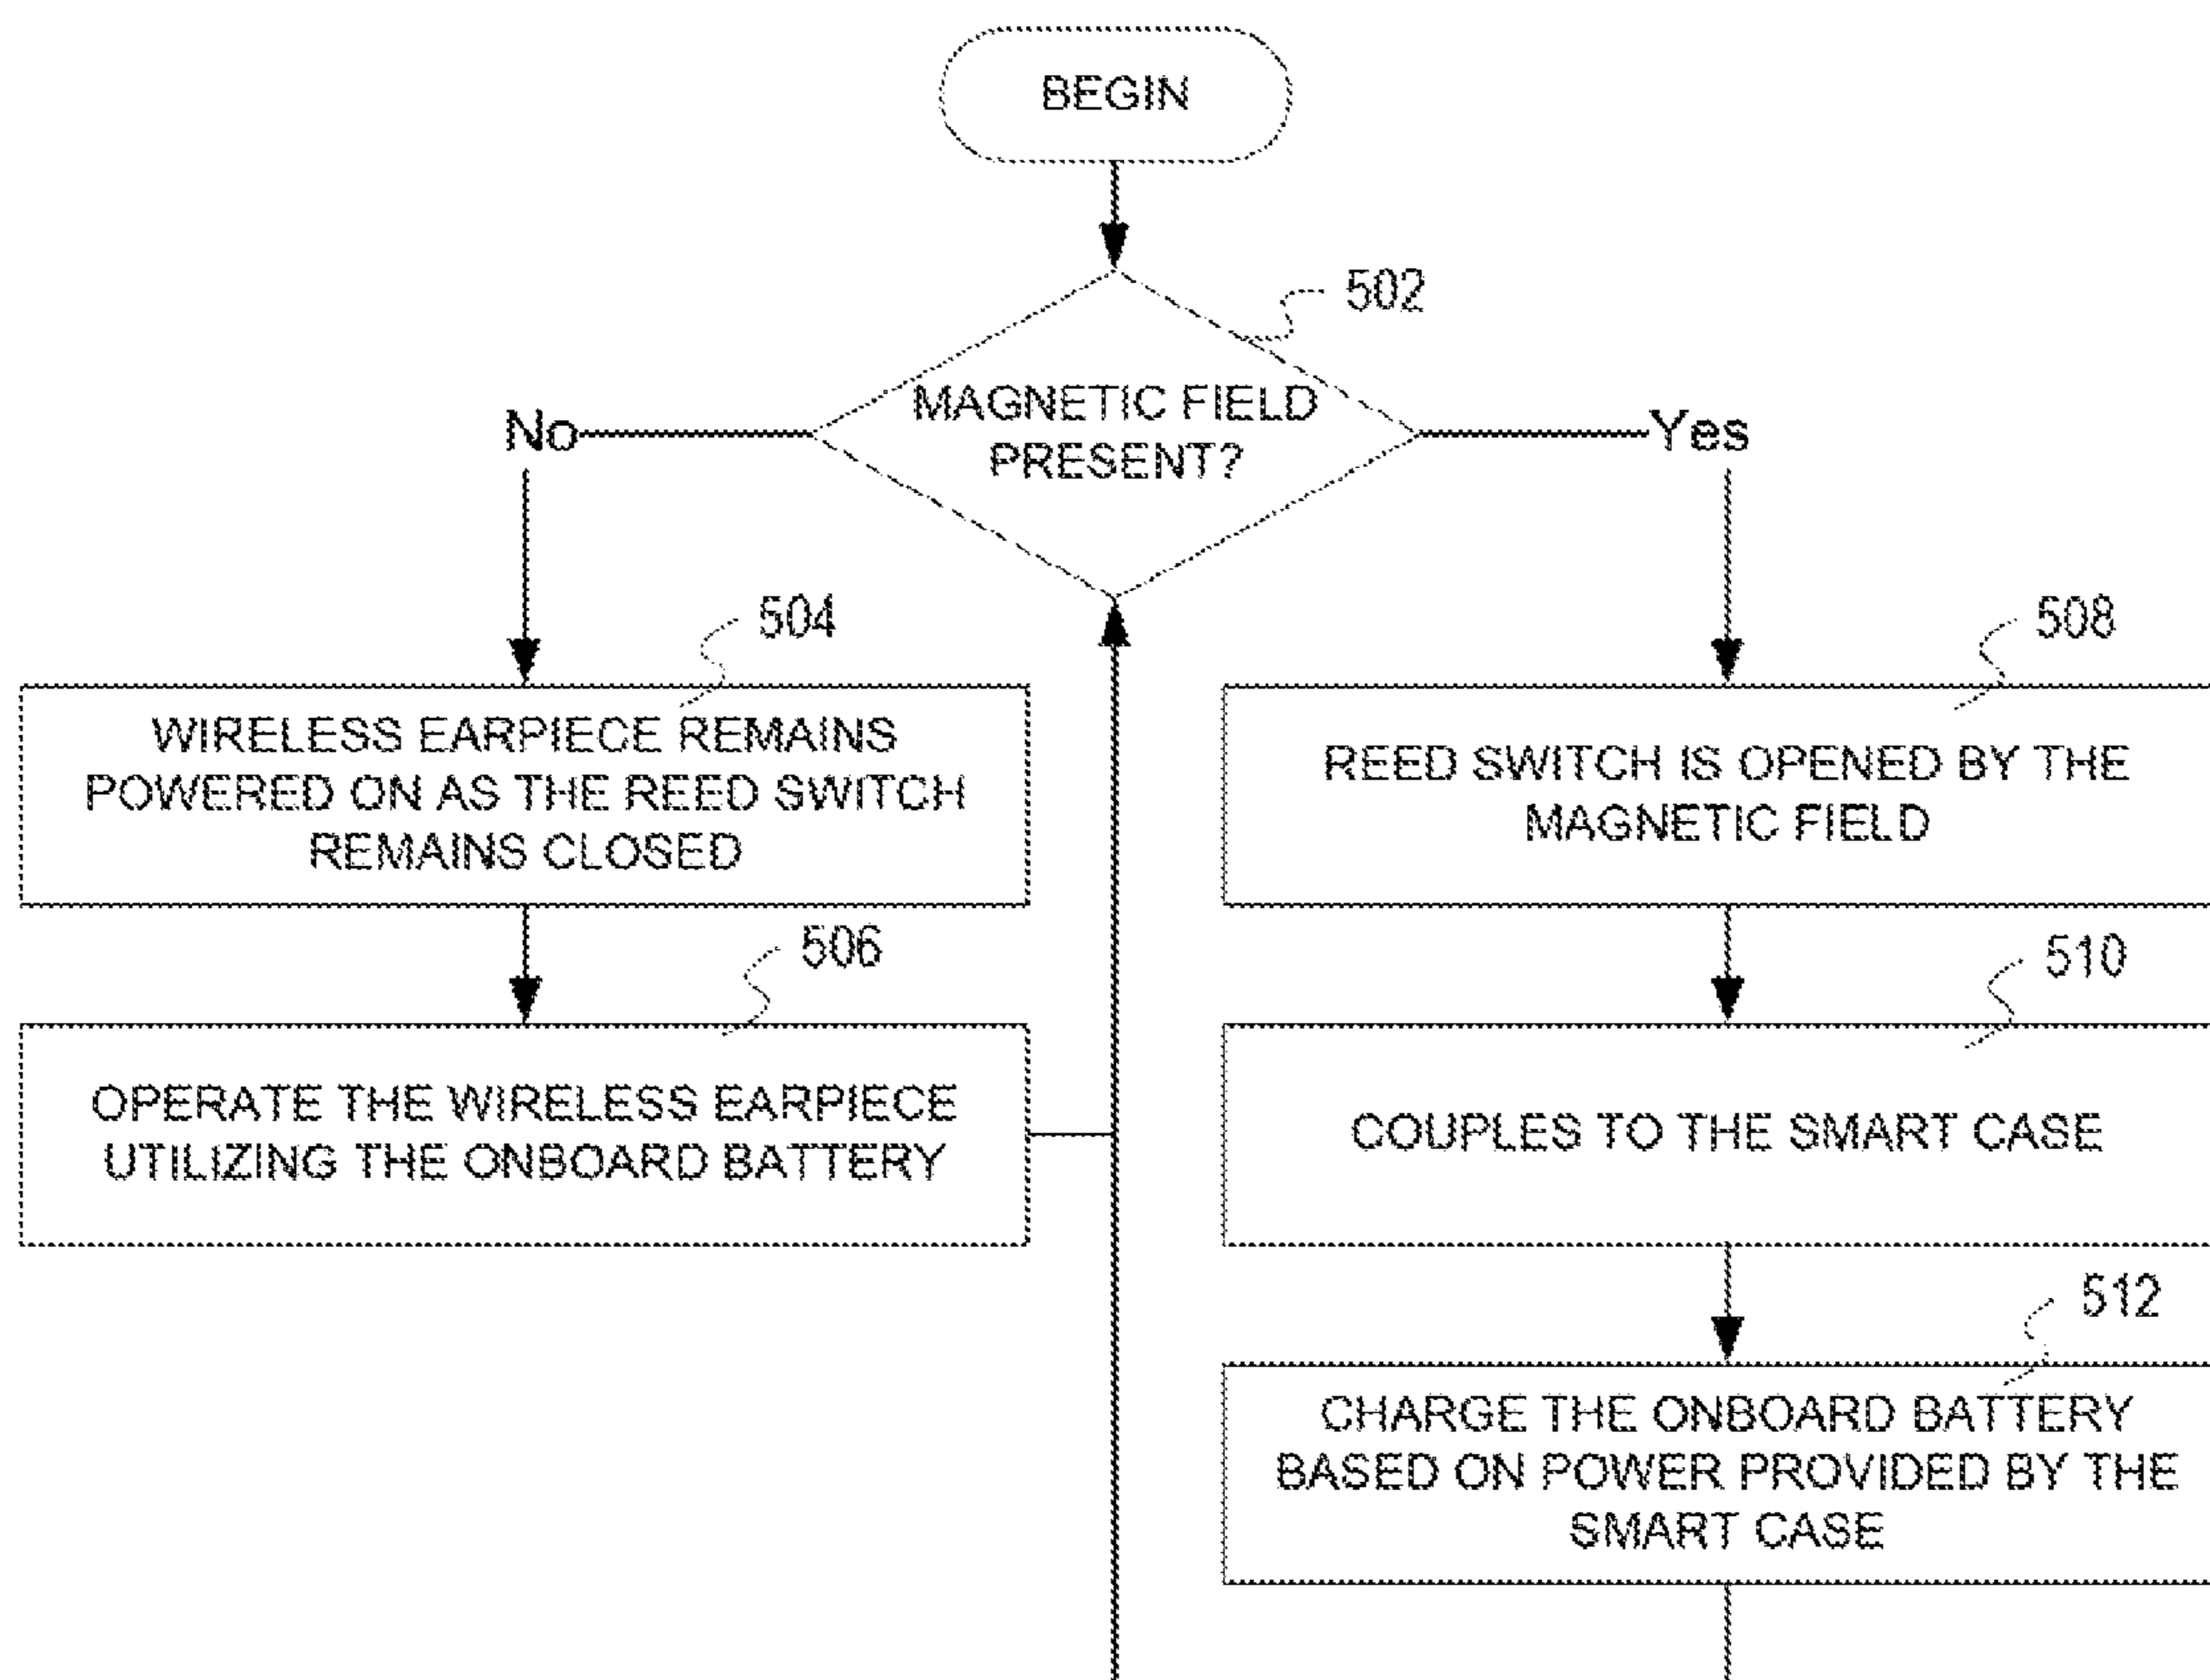 BEGIN
502
MAGNETIC FIELD
PRESENT?
No
Yes
504
WIRELESS EARPIECE REMAINS
POWERED ON AS THE REED SWITCH
REMAINS CLOSED
508
REED SWITCH IS OPENED BY THE
MAGNETIC FIELD
506
OPERATE THE WIRELESS EARPIECE
UTILIZING THE ONBOARD BATTERY
510
COUPLES TO THE SMART CASE
512
CHARGE THE ONBOARD BATTERY
BASED ON POWER PROVIDED BY THE
SMART CASE